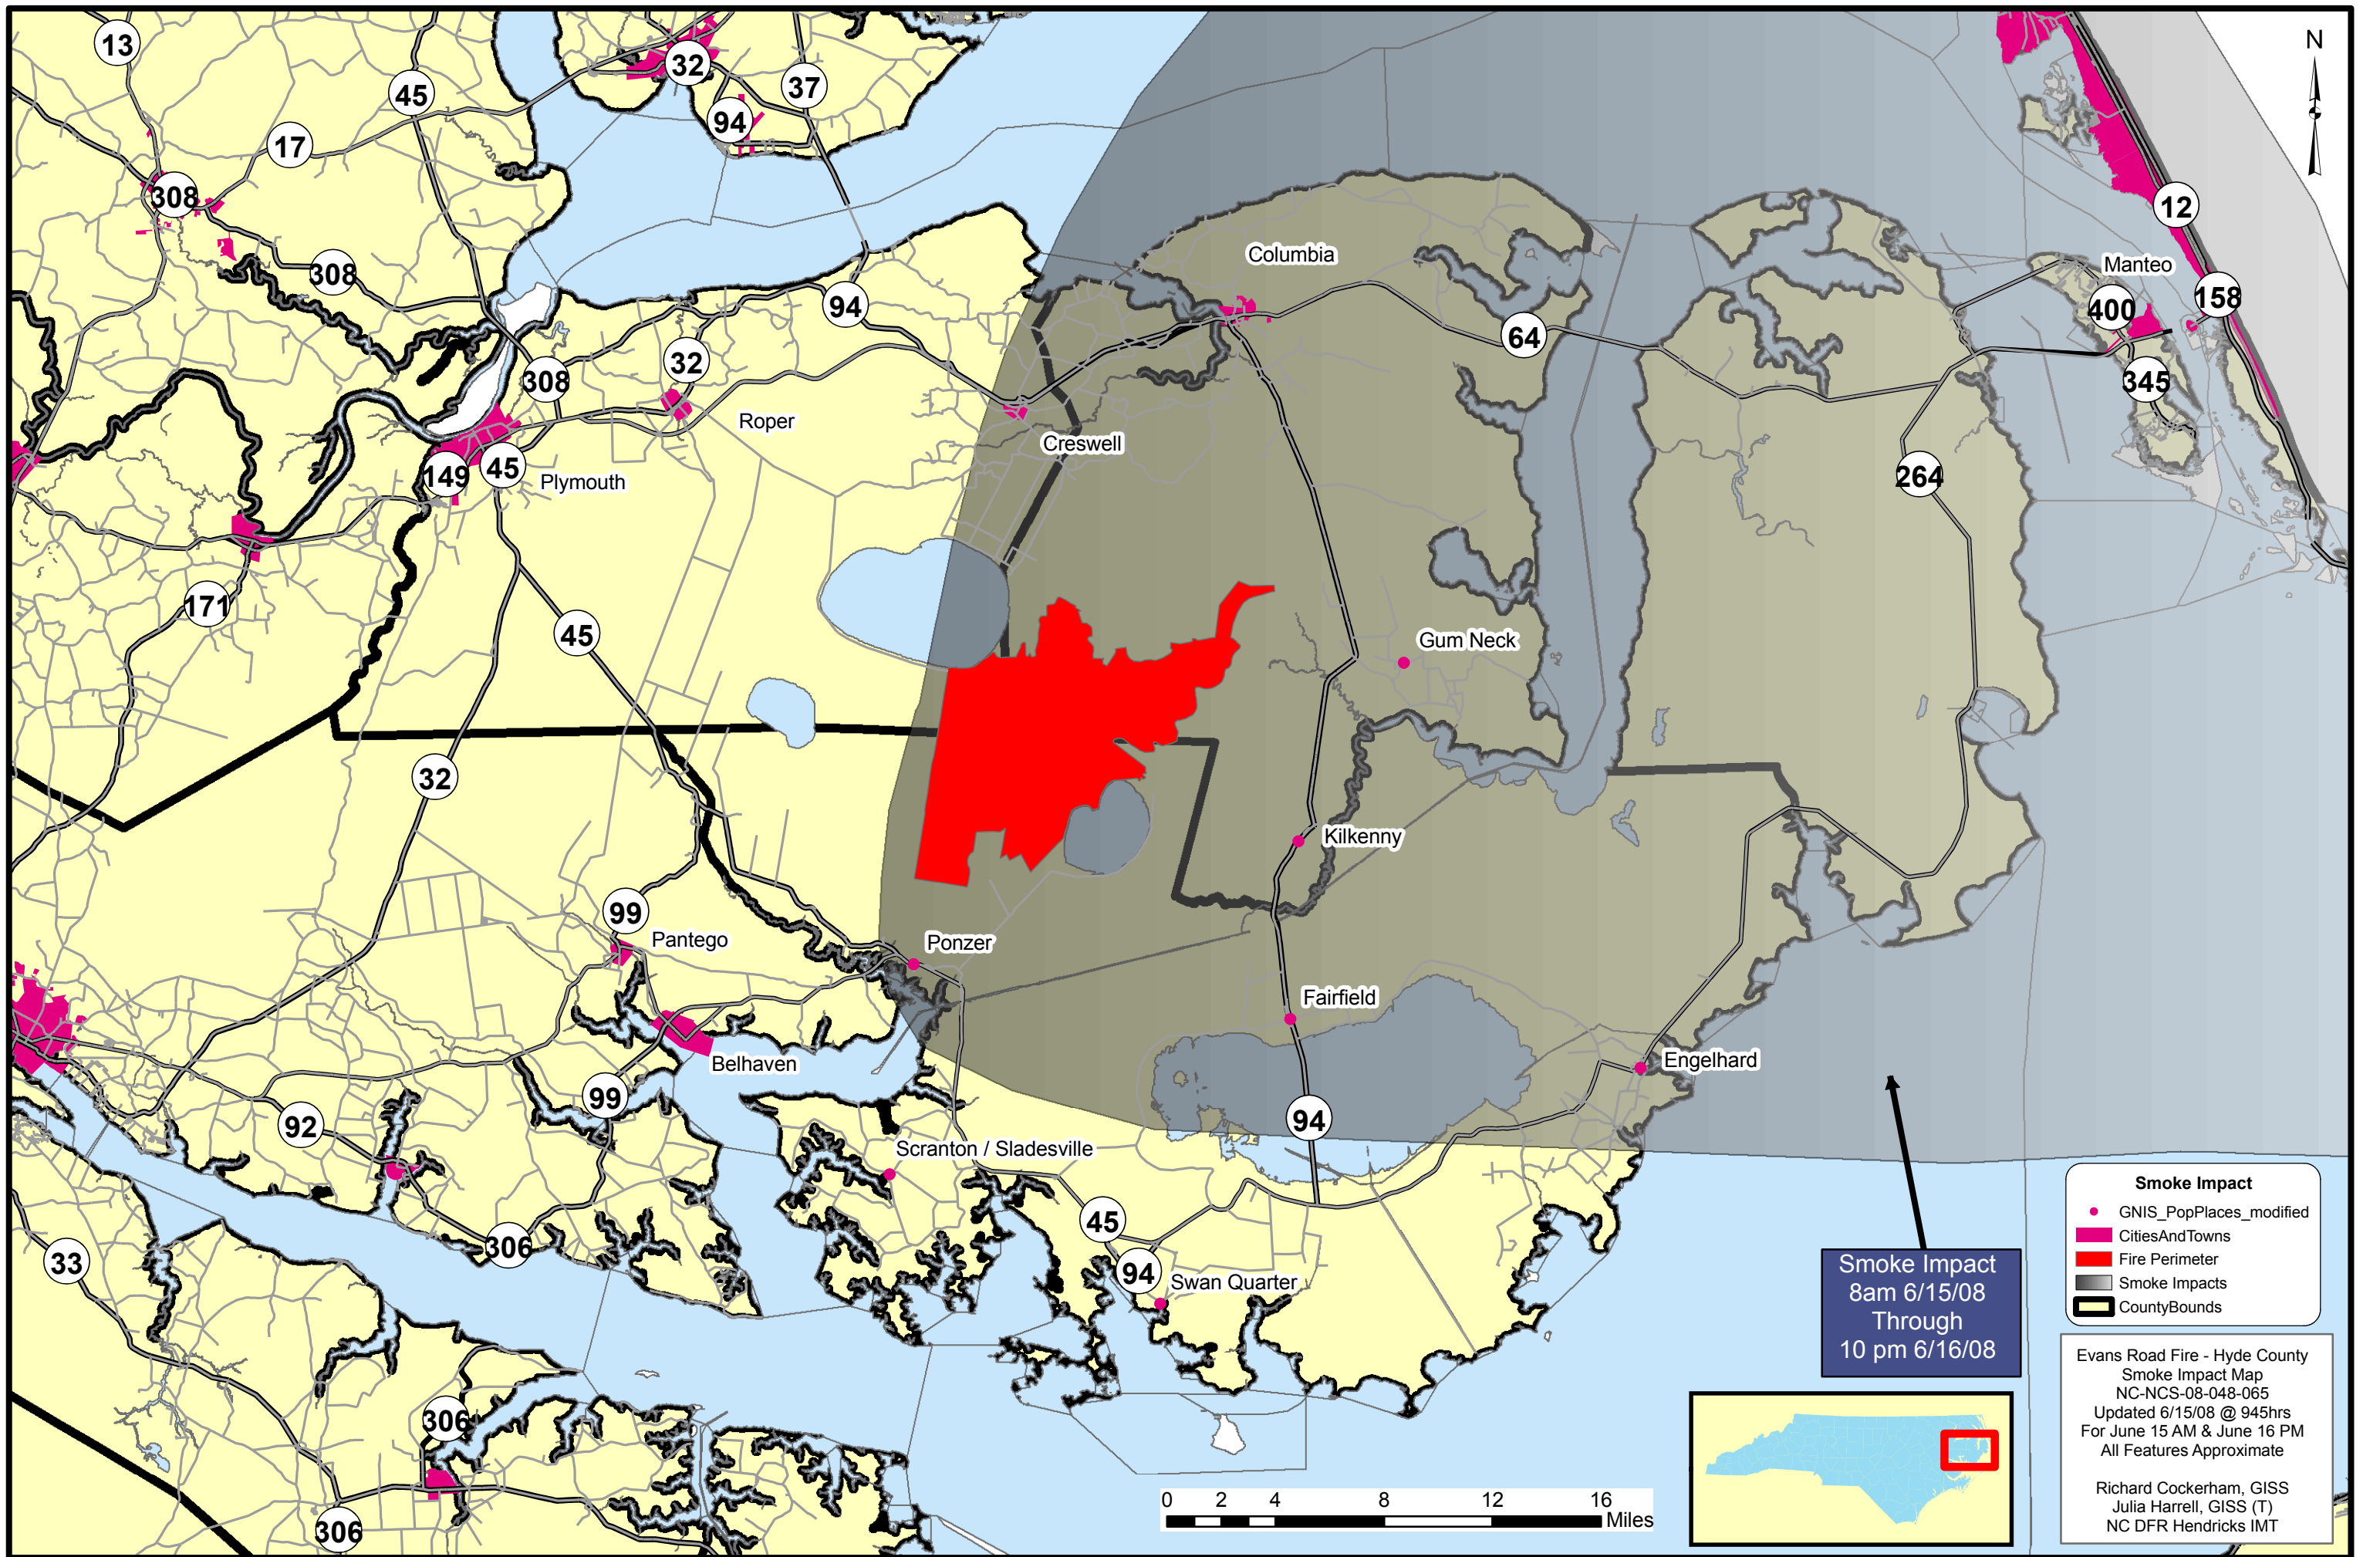 13
45
17
32
37
94
308
308
94
32
308
149
45
171
45
32
99
99
92
306
33
306
306
45
94
94
64
264
12
158
400
345
N
Columbia
Manteo
Roper
Creswell
Plymouth
Gum Neck
Kilkenny
Pantego
Ponzer
Fairfield
Belhaven
Engelhard
Scranton / Sladesville
Swan Quarter
Smoke Impact
8am 6/15/08
Through
10 pm 6/16/08
Smoke Impact
GNIS_PopPlaces_modified
CitiesAndTowns
Fire Perimeter
Smoke Impacts
CountyBounds
Evans Road Fire - Hyde County
Smoke Impact Map
NC-NCS-08-048-065
Updated 6/15/08 @ 945hrs
For June 15 AM & June 16 PM
All Features Approximate
Richard Cockerham, GISS
Julia Harrell, GISS (T)
NC DFR Hendricks IMT
0 2 4 8 12 16
Miles